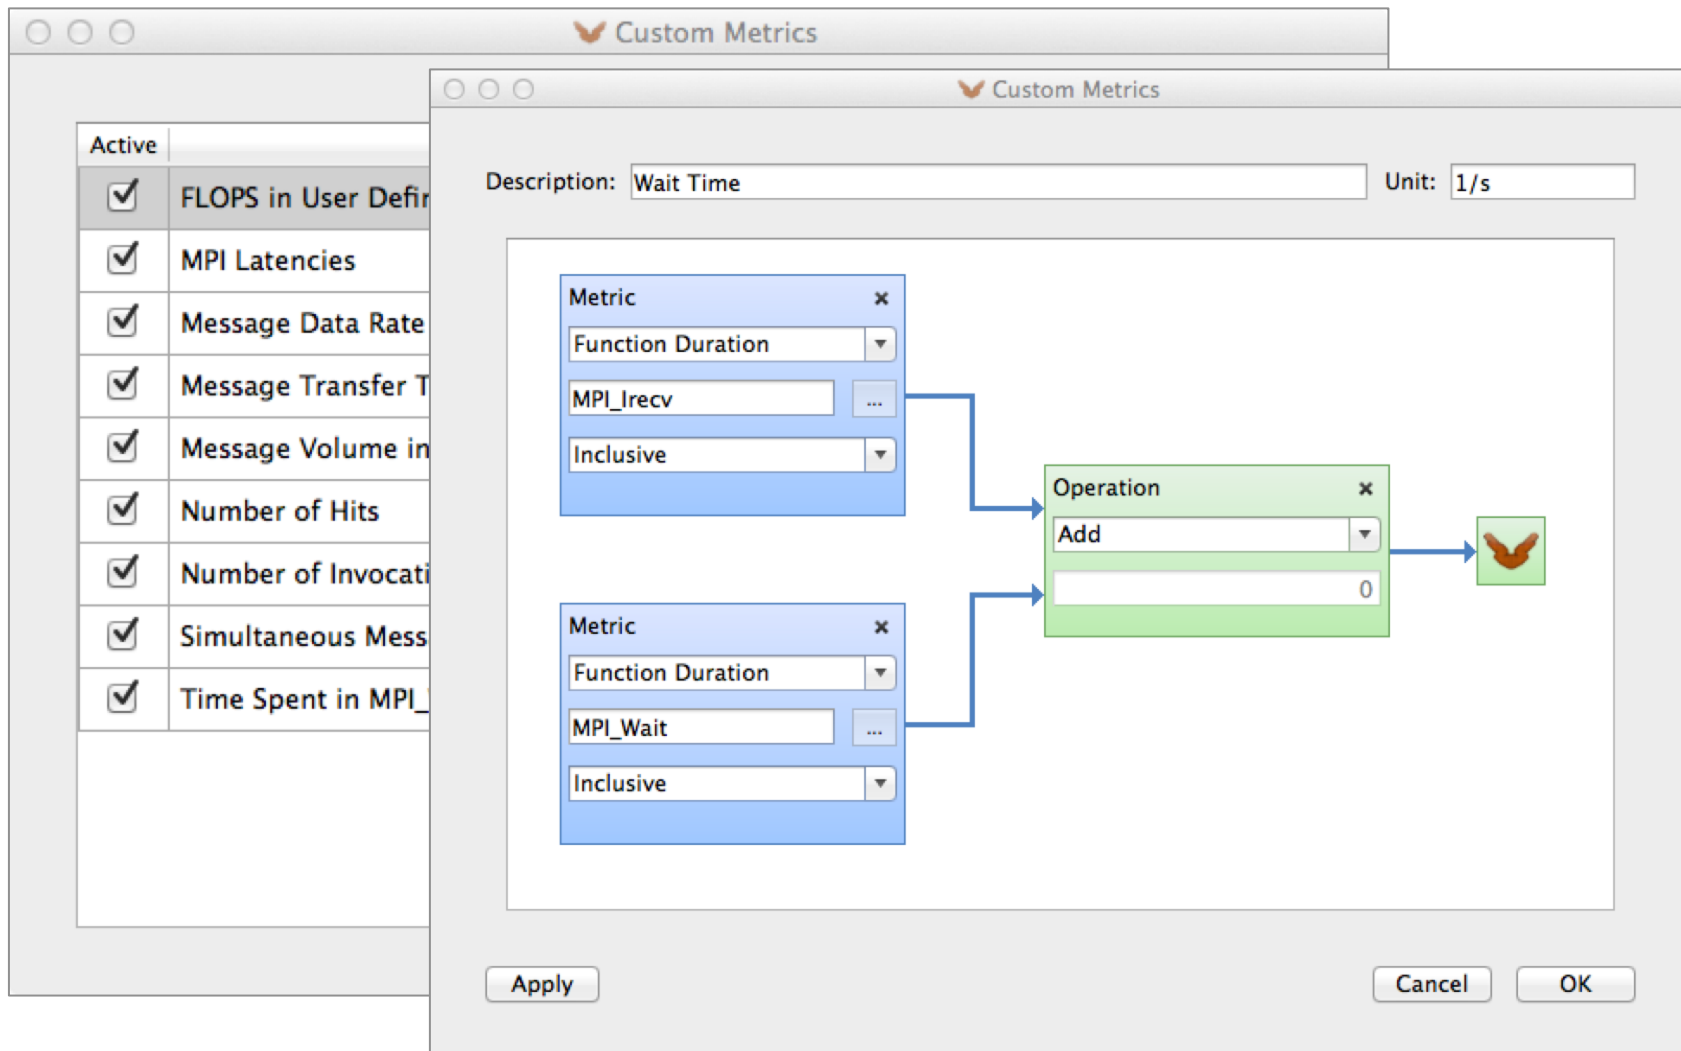 Custom Metrics
Active
FLOPS in User Defin
MPI Latencies
Message Data Rate
Message Transfer T
Message Volume in
Number of Hits
Number of Invocati
Simultaneous Mess
Time Spent in MPI_
Custom Metrics
Description: Wait Time Unit: 1/s
Metric
Function Duration
MPI_Irecv ...
Inclusive
Metric
Function Duration
MPI_Wait ...
Inclusive
Operation
Add
0
Apply Cancel OK